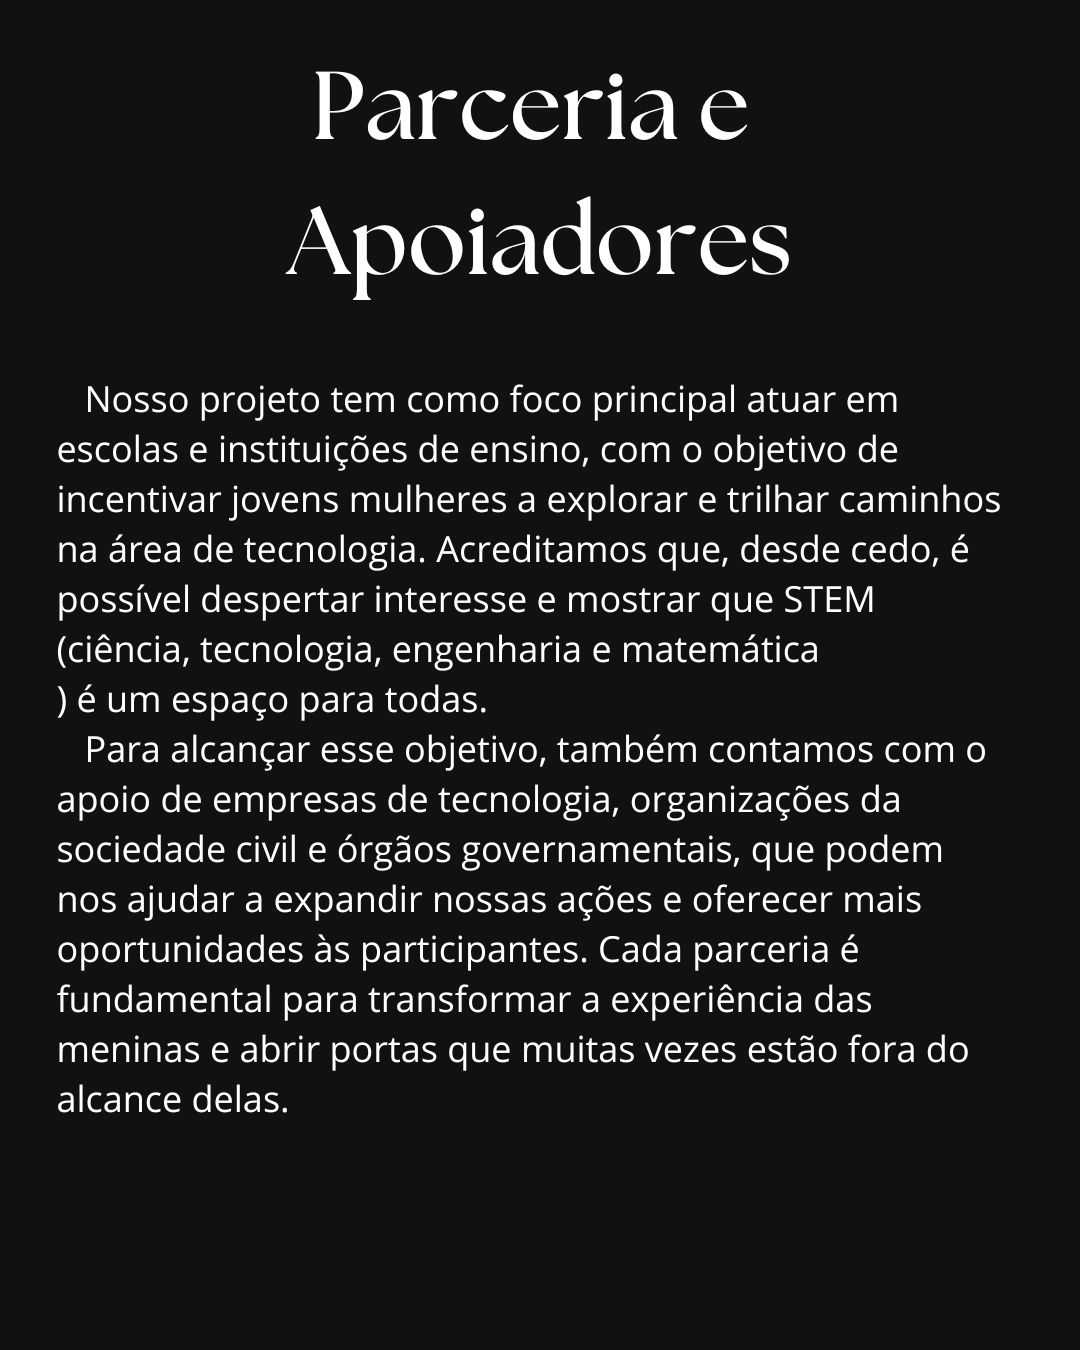 Parceria e
Apoiadores
Nosso projeto tem como foco principal atuar em
escolas e instituições de ensino, com o objetivo de
incentivar jovens mulheres a explorar e trilhar caminhos
na área de tecnologia. Acreditamos que, desde cedo, é
possível despertar interesse e mostrar que STEM
(ciência, tecnologia, engenharia e matemática
) é um espaço para todas.
Para alcançar esse objetivo, também contamos com o
apoio de empresas de tecnologia, organizações da
sociedade civil e órgãos governamentais, que podem
nos ajudar a expandir nossas ações e oferecer mais
oportunidades às participantes. Cada parceria é
fundamental para transformar a experiência das
meninas e abrir portas que muitas vezes estão fora do
alcance delas.